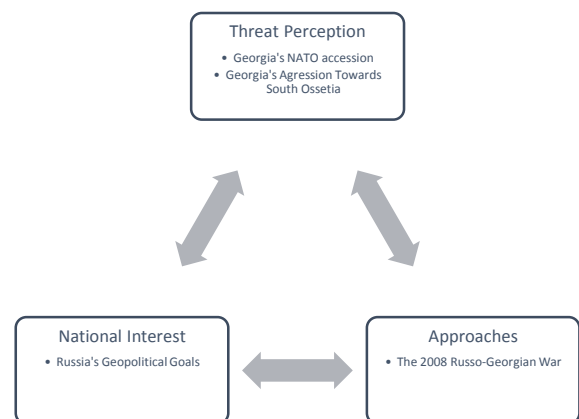 Threat Perception
• Georgia's NATO accession
• Georgia's Agression Towards
South Ossetia
National Interest
• Russia's Geopolitical Goals
Approaches
• The 2008 Russo-Georgian War